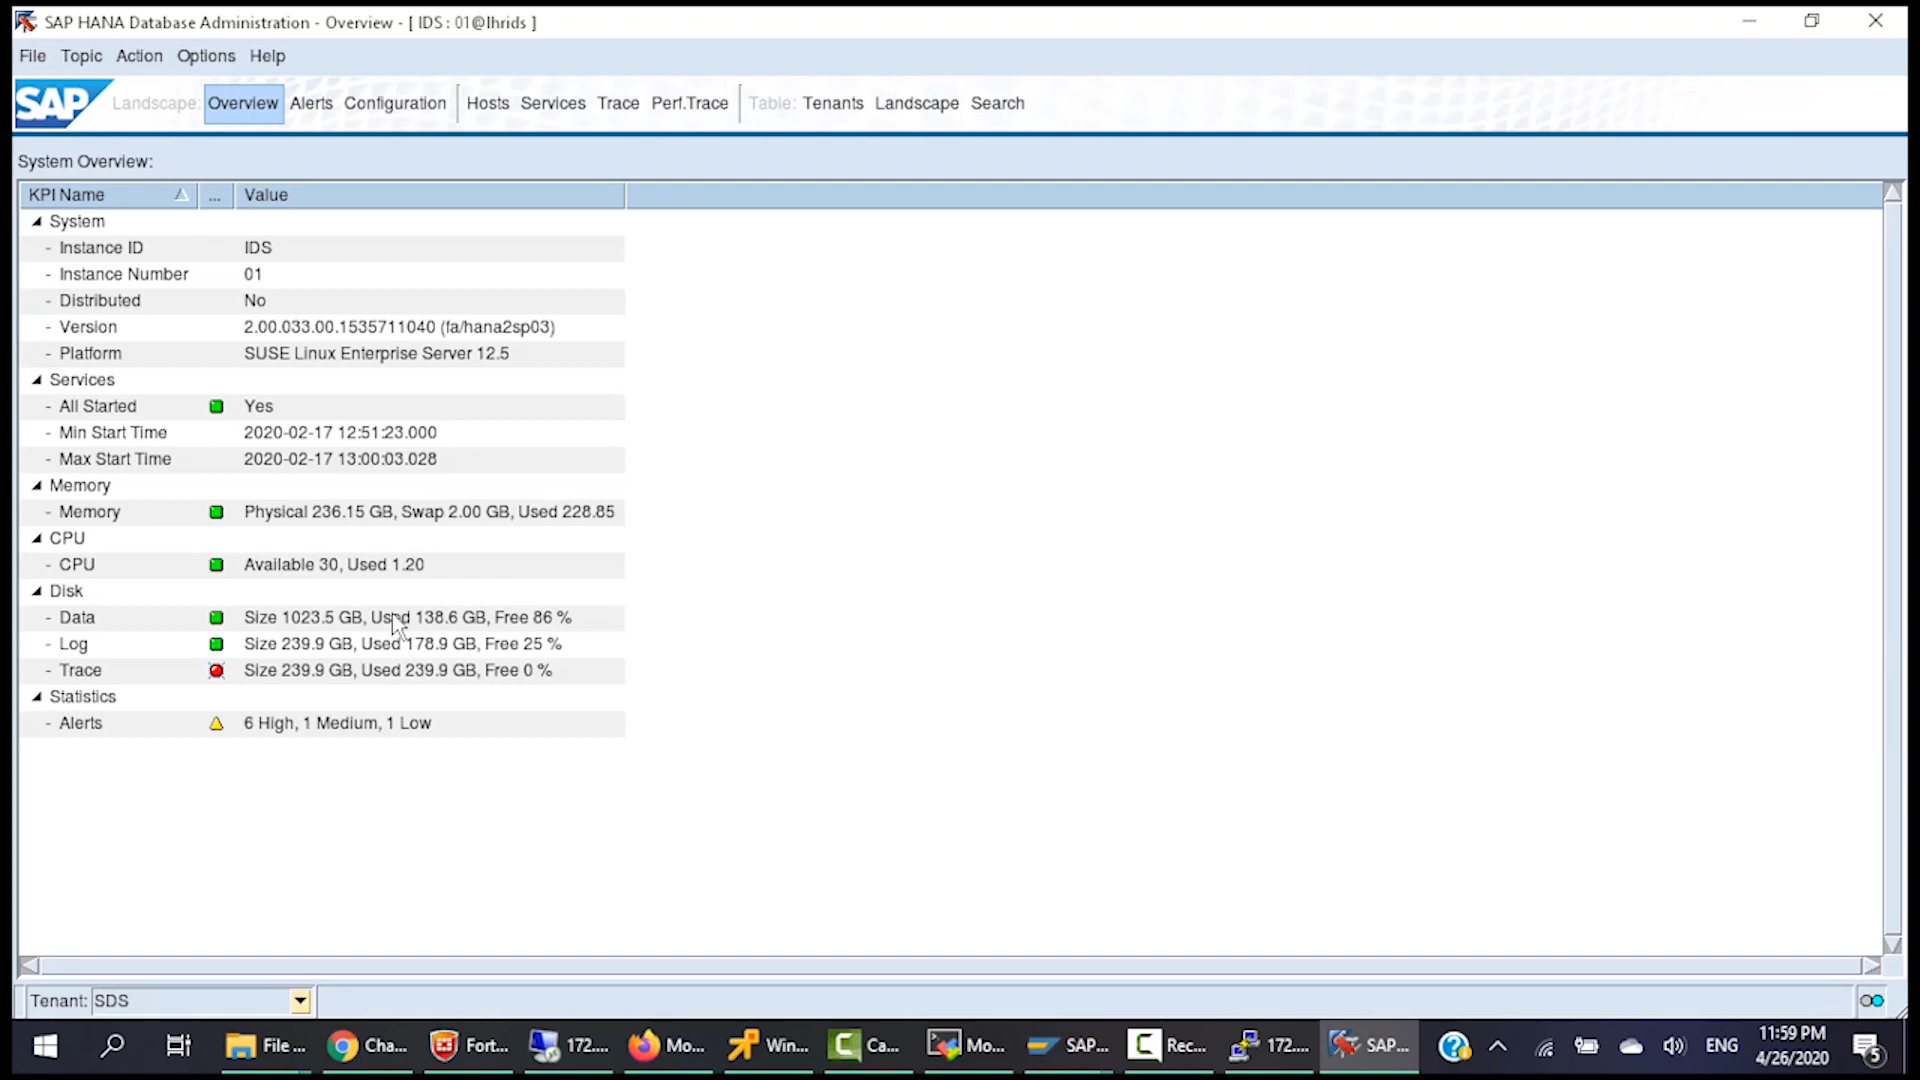 SAP HANA Database Administration - Overview - [ IDS : 01@lhrids ]
File Topic Action Options Help
SAP Landscape: Overview Alerts Configuration Hosts Services Trace Perf.Trace Table: Tenants Landscape Search
System Overview:
KPI Name ... Value
System
- Instance ID IDS
- Instance Number 01
- Distributed No
- Version 2.00.033.00.1535711040 (fa/hana2sp03)
- Platform SUSE Linux Enterprise Server 12.5
Services
- All Started Yes
- Min Start Time 2020-02-17 12:51:23.000
- Max Start Time 2020-02-17 13:00:03.028
Memory
- Memory Physical 236.15 GB, Swap 2.00 GB, Used 228.85
CPU
- CPU Available 30, Used 1.20
Disk
- Data Size 1023.5 GB, Used 138.6 GB, Free 86 %
- Log Size 239.9 GB, Used 178.9 GB, Free 25 %
- Trace Size 239.9 GB, Used 239.9 GB, Free 0 %
Statistics
- Alerts 6 High, 1 Medium, 1 Low
Tenant: SDS
File ... Cha... Fort... 172.... Mo... Win... Ca... Mo... SAP... Rec... 172.... SAP... ENG 11:59 PM
4/26/2020 5